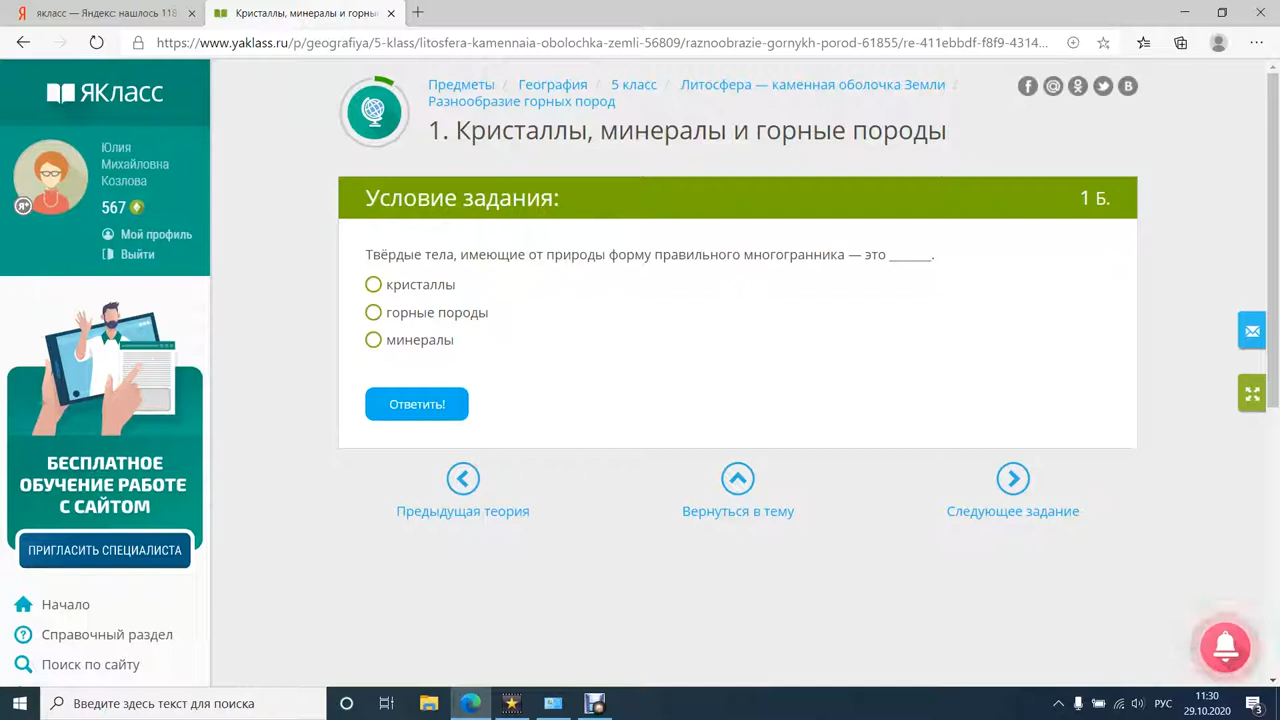 якласс — Яндекс: нашлось 118
Кристаллы, минералы и горны
https://www.yaklass.ru/p/geografiya/5-klass/litosfera-kamennaia-obolochka-zemli-56809/raznoobrazie-gornykh-porod-61855/re-411ebbdf-f8f9-4314...
ЯКласс
Юлия
Михайловна
Козлова
Я+
567
Мой профиль
Выйти
БЕСПЛАТНОЕ
ОБУЧЕНИЕ РАБОТЕ
С САЙТОМ
ПРИГЛАСИТЬ СПЕЦИАЛИСТА
Начало
Справочный раздел
Поиск по сайту
Предметы / География / 5 класс / Литосфера — каменная оболочка Земли /
Разнообразие горных пород
1. Кристаллы, минералы и горные породы
Условие задания:
1 Б.
Твёрдые тела, имеющие от природы форму правильного многогранника — это ______.
кристаллы
горные породы
минералы
Ответить!
Предыдущая теория
Вернуться в тему
Следующее задание
Введите здесь текст для поиска
РУС
11:30
29.10.2020
3